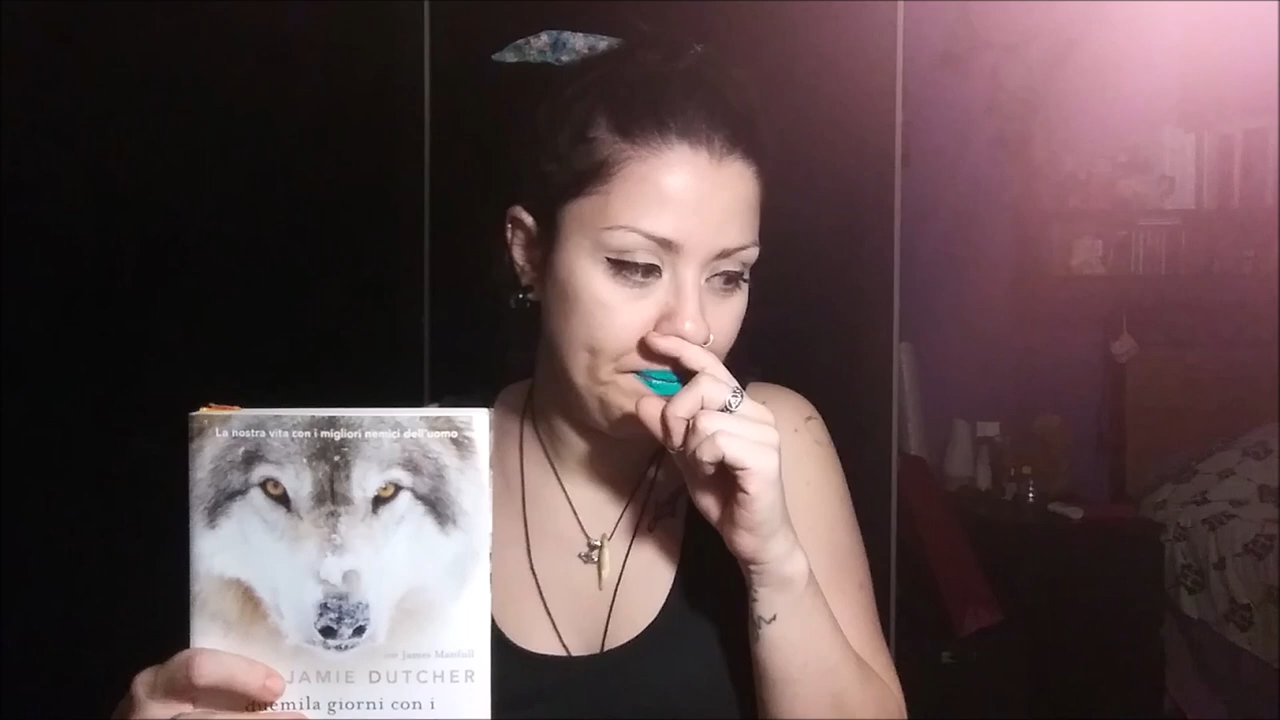 La nostra vita con i migliori nemici dell'uomo
con James Manfull
JAMIE DUTCHER
duemila giorni con i